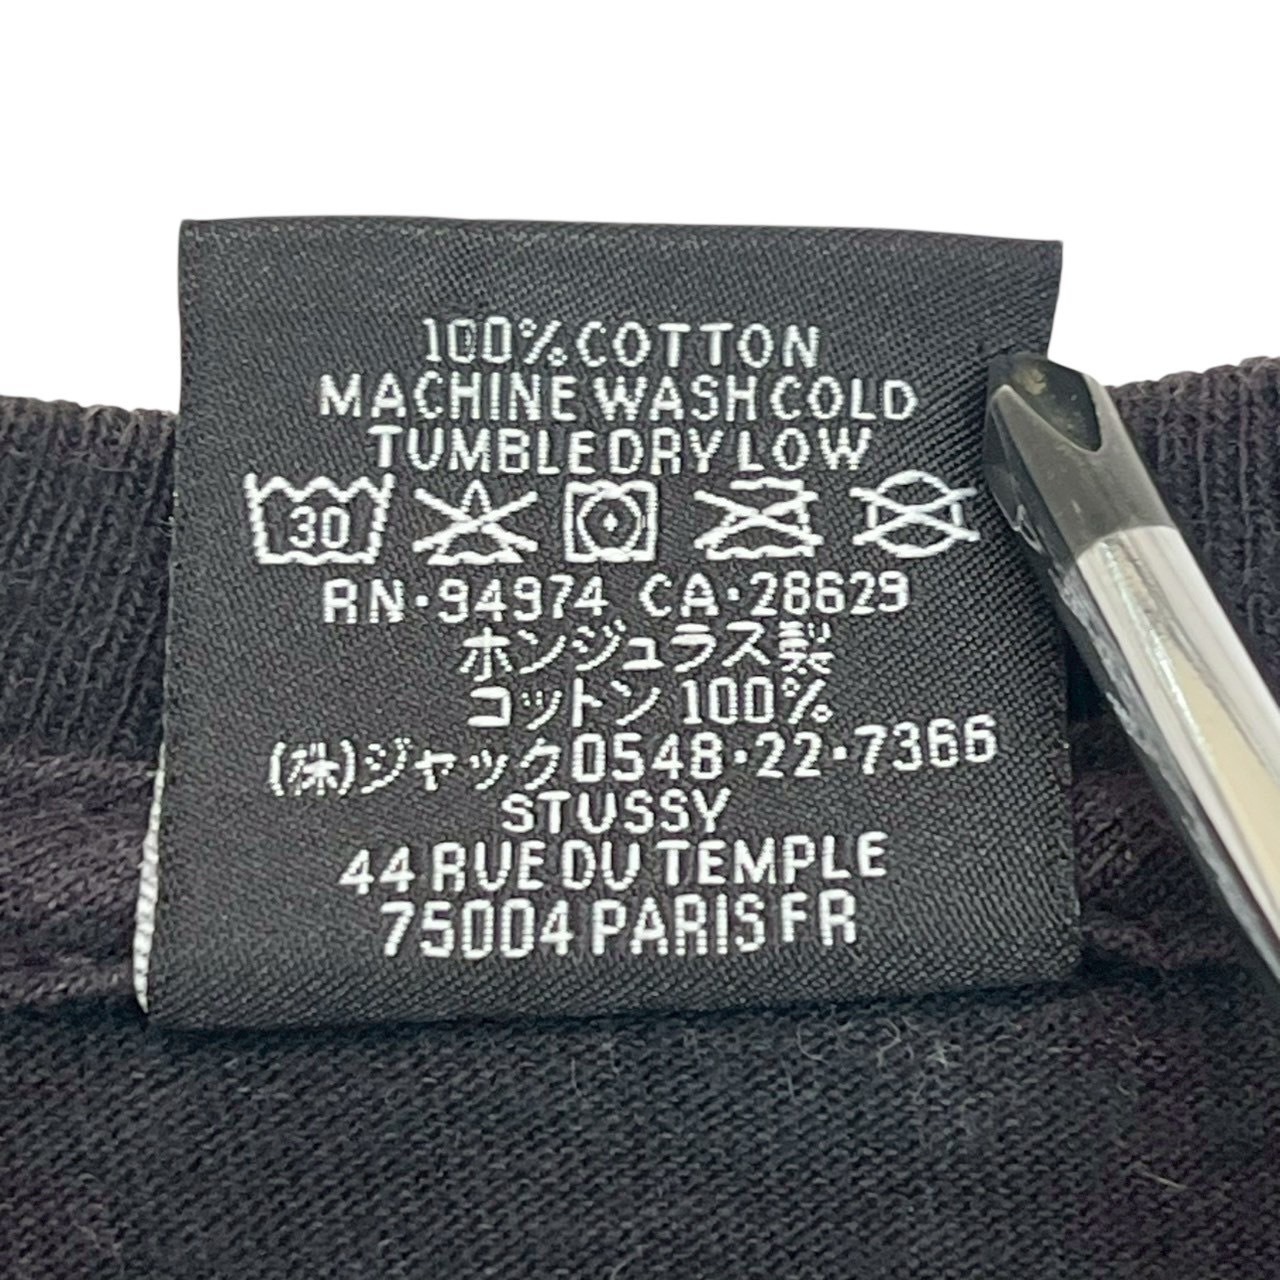 100% COTTON
MACHINE WASH COLD
TUMBLE DRY LOW
30
RN·94974 CA·28629
ホンジュラス製
コットン 100%
(株)ジャック0548·22·7366
STUSSY
44 RUE DU TEMPLE
75004 PARIS FR